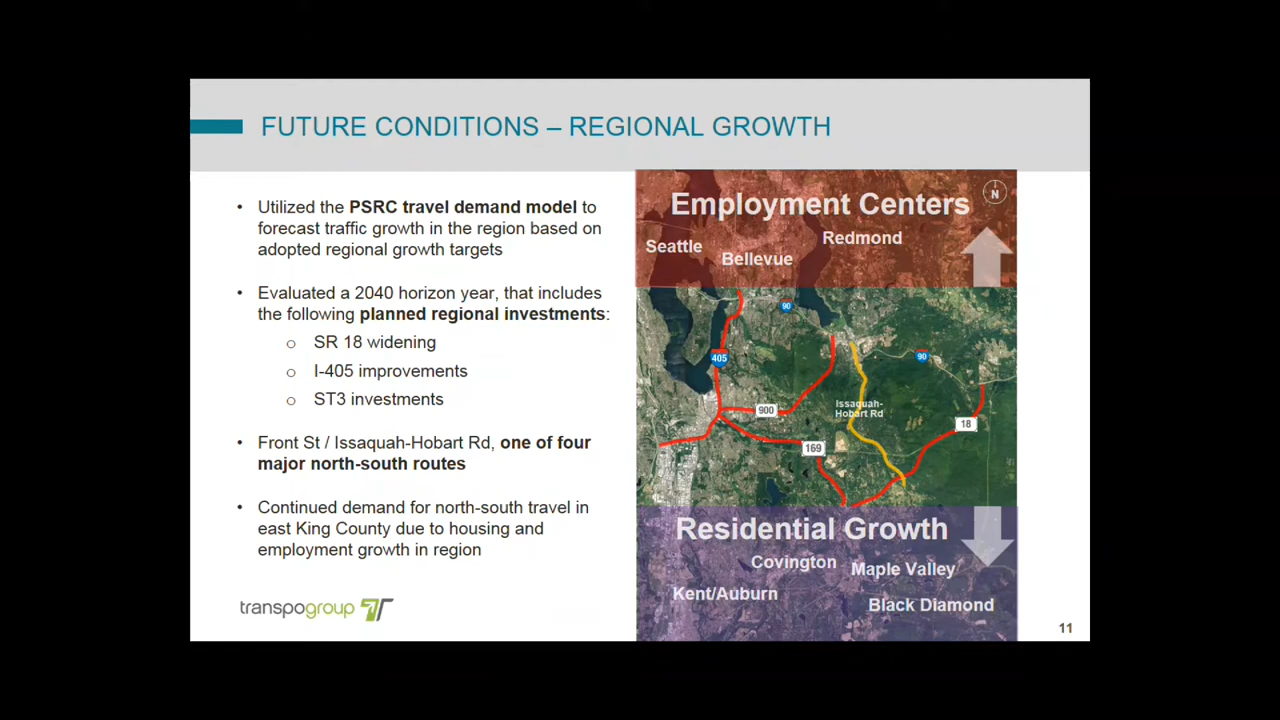 FUTURE CONDITIONS – REGIONAL GROWTH
• Utilized the PSRC travel demand model to
forecast traffic growth in the region based on
adopted regional growth targets
• Evaluated a 2040 horizon year, that includes
the following planned regional investments:
o SR 18 widening
o I-405 improvements
o ST3 investments
• Front St / Issaquah-Hobart Rd, one of four
major north-south routes
• Continued demand for north-south travel in
east King County due to housing and
employment growth in region
transpogroup
Employment Centers
N
Seattle
Bellevue
Redmond
90
405
90
900
Issaquah-
Hobart Rd
18
169
Residential Growth
Covington
Maple Valley
Kent/Auburn
Black Diamond
11